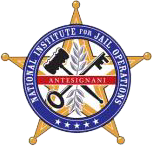 NATIONAL INSTITUTE FOR JAIL OPERATIONS
ANTESIGNANI